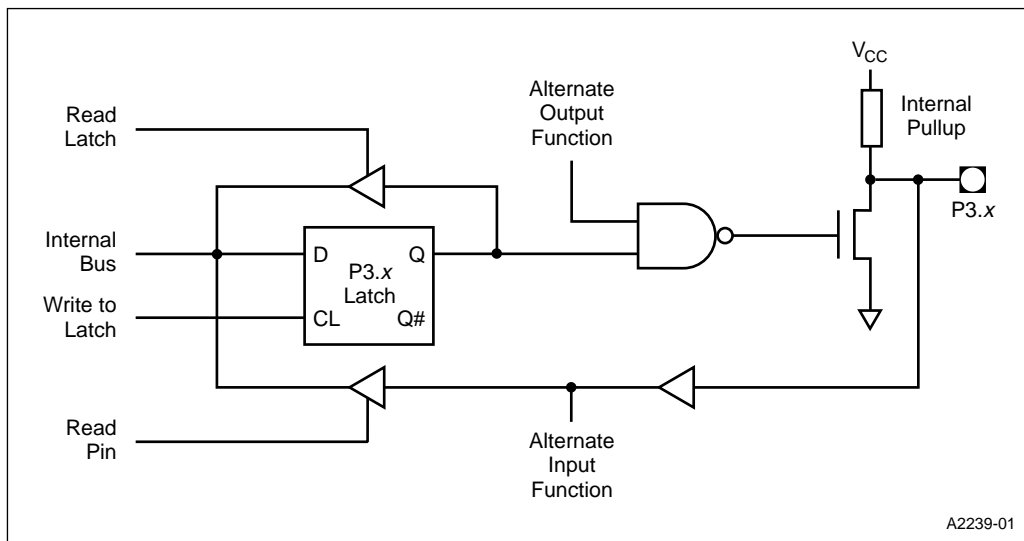 Read
Latch
Internal
Bus
Write to
Latch
Read
Pin
D
Q
P3.x
Latch
CL
Q#
Alternate
Output
Function
Alternate
Input
Function
VCC
Internal
Pullup
P3.x
A2239-01